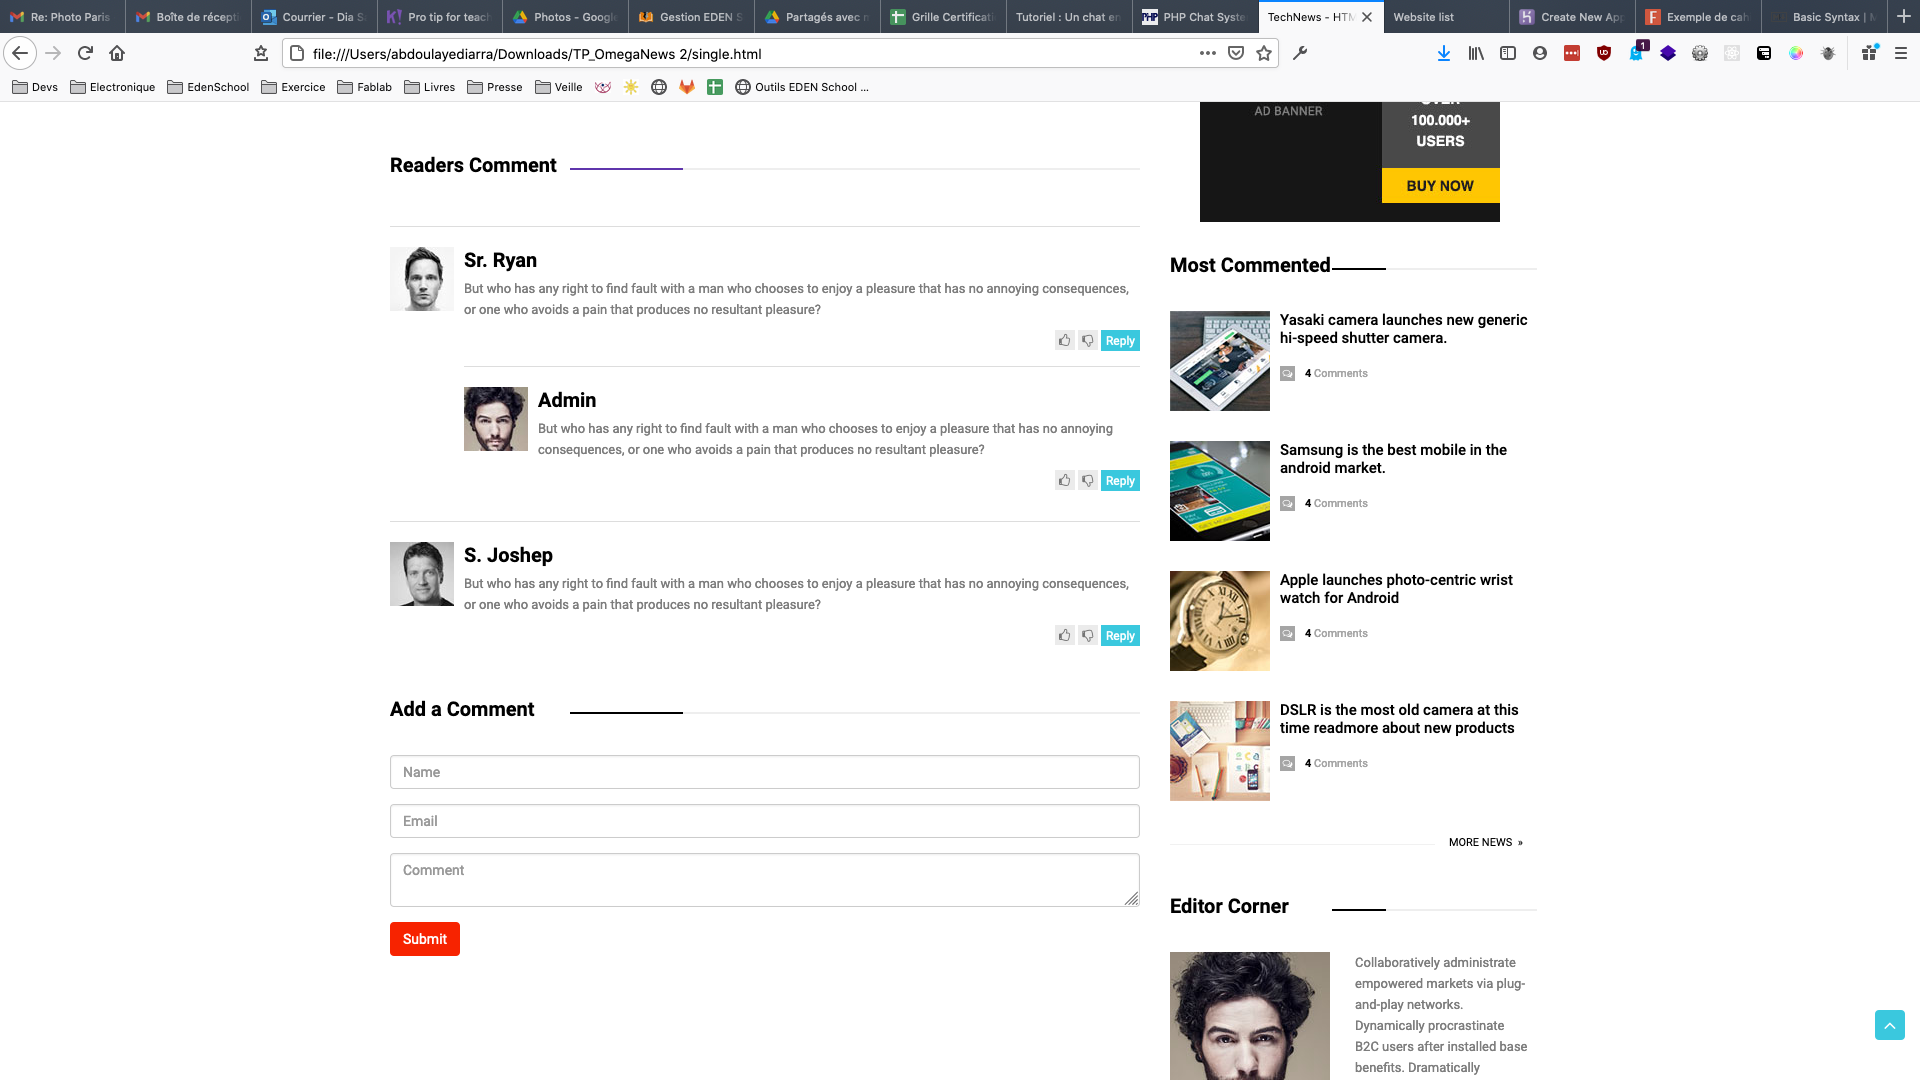 Re: Photo Paris
Boîte de récepti
Courrier - Dia S
Pro tip for teach
Photos - Google
Gestion EDEN S
Partagés avec m
Grille Certificati
Tutoriel : Un chat en
PHP Chat Syste
TechNews - HTM
Website list
Create New App
Exemple de cah
Basic Syntax | M
file:///Users/abdoulayediarra/Downloads/TP_OmegaNews 2/single.html
1
Devs
Electronique
EdenSchool
Exercice
Fablab
Livres
Presse
Veille
Outils EDEN School ...
AD BANNER
OVER
100.000+
USERS
BUY NOW
Readers Comment
Sr. Ryan
But who has any right to find fault with a man who chooses to enjoy a pleasure that has no annoying consequences,
or one who avoids a pain that produces no resultant pleasure?
Reply
Admin
But who has any right to find fault with a man who chooses to enjoy a pleasure that has no annoying
consequences, or one who avoids a pain that produces no resultant pleasure?
Reply
S. Joshep
But who has any right to find fault with a man who chooses to enjoy a pleasure that has no annoying consequences,
or one who avoids a pain that produces no resultant pleasure?
Reply
Add a Comment
Name
Email
Comment
Submit
Most Commented
Yasaki camera launches new generic
hi-speed shutter camera.
4 Comments
Samsung is the best mobile in the
android market.
4 Comments
Apple launches photo-centric wrist
watch for Android
4 Comments
DSLR is the most old camera at this
time readmore about new products
4 Comments
MORE NEWS »
Editor Corner
Collaboratively administrate
empowered markets via plug-
and-play networks.
Dynamically procrastinate
B2C users after installed base
benefits. Dramatically